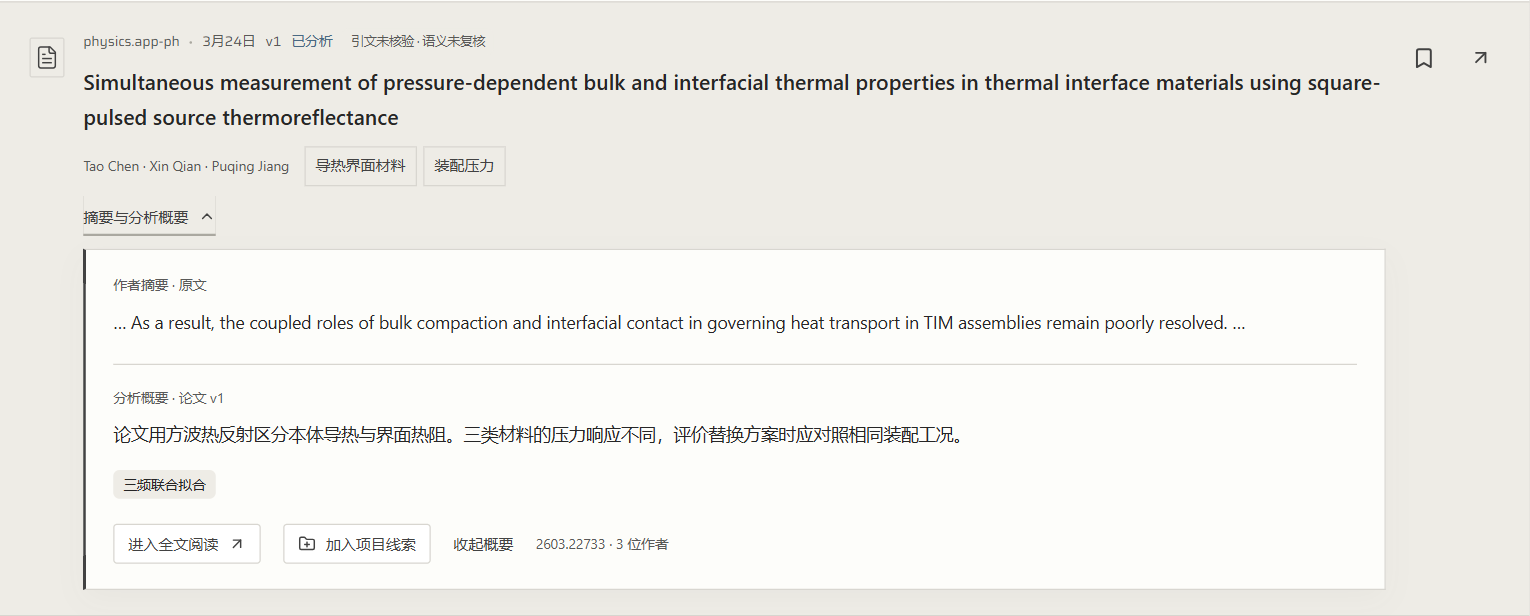 physics.app-ph · 3月24日 v1 已分析 引文未核验·语义未复核
Simultaneous measurement of pressure-dependent bulk and interfacial thermal properties in thermal interface materials using square-
pulsed source thermoreflectance
Tao Chen · Xin Qian · Puqing Jiang 导热界面材料 装配压力
摘要与分析概要
作者摘要 · 原文
... As a result, the coupled roles of bulk compaction and interfacial contact in governing heat transport in TIM assemblies remain poorly resolved. ...
分析概要 · 论文 v1
论文用方波热反射区分本体导热与界面热阻。三类材料的压力响应不同，评价替换方案时应对照相同装配工况。
三频联合拟合
进入全文阅读 加入项目线索 收起概要 2603.22733 · 3 位作者